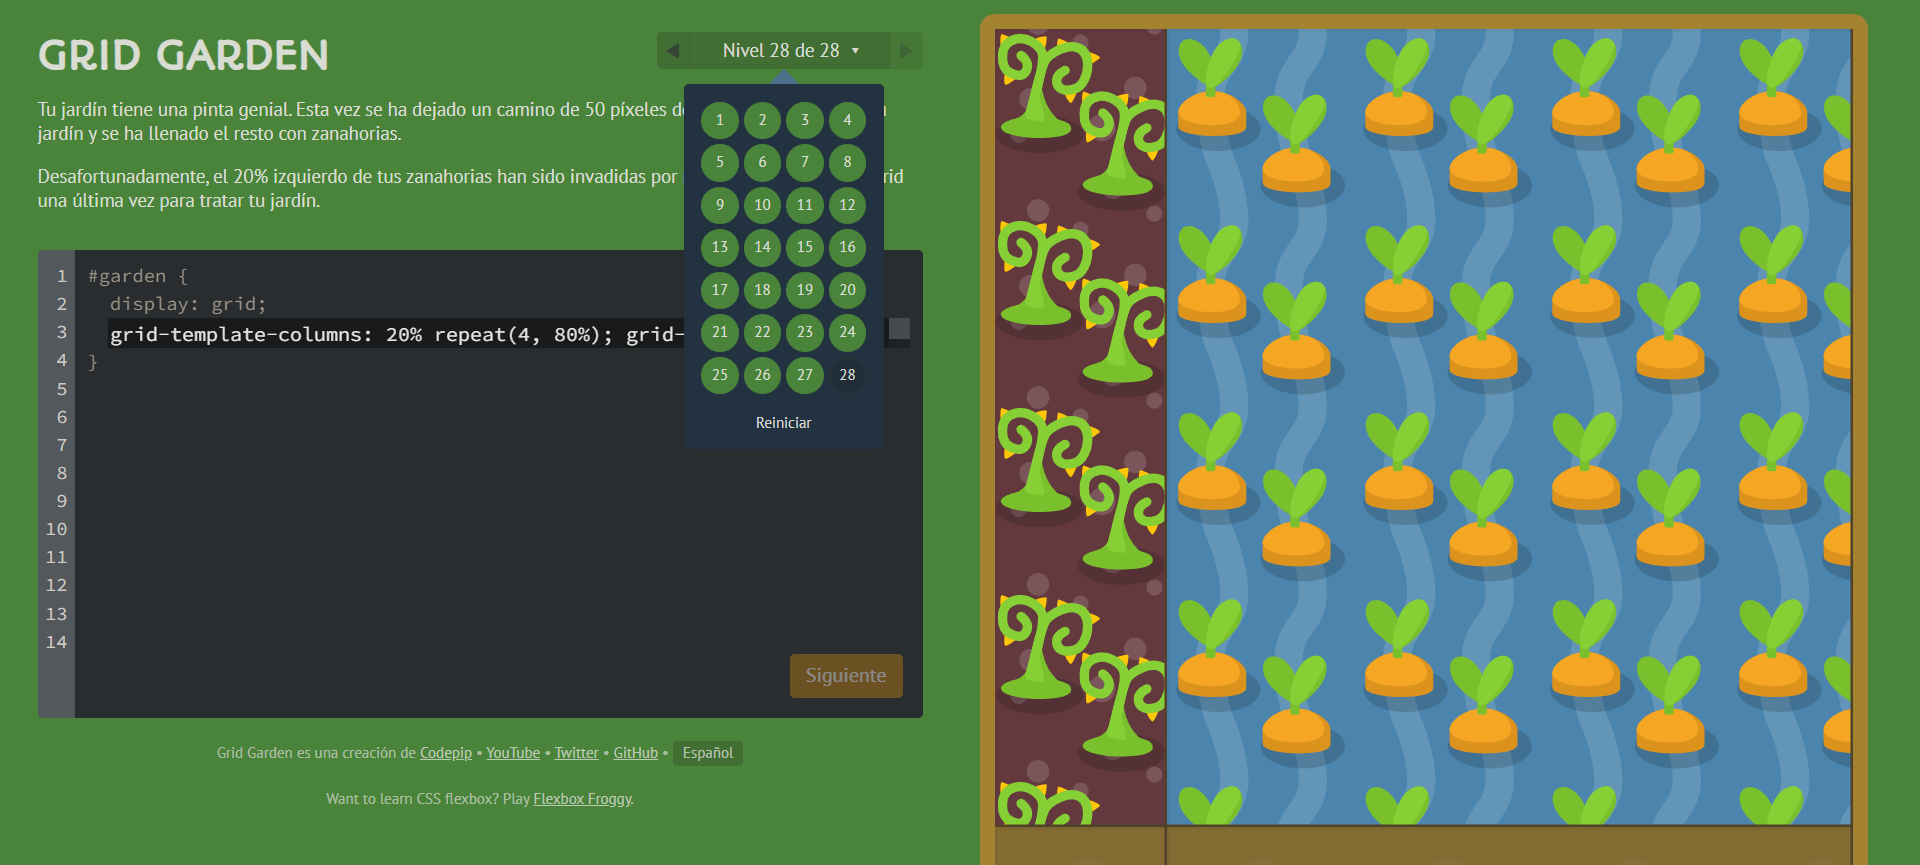 GRID GARDEN
Nivel 28 de 28
Tu jardín tiene una pinta genial. Esta vez se ha dejado un camino de 50 píxeles
jardín y se ha llenado el resto con zanahorias.
Desafortunadamente, el 20% izquierdo de tus zanahorias han sido invadidas por
una última vez para tratar tu jardín.
1 2 3 4
5 6 7 8
9 10 11 12
13 14 15 16
17 18 19 20
21 22 23 24
25 26 27 28
Reiniciar
1 #garden {
2 display: grid;
3 grid-template-columns: 20% repeat(4, 80%); grid-
4 }
5
6
7
8
9
10
11
12
13
14
Siguiente
Grid Garden es una creación de Codepip • YouTube • Twitter • GitHub • Español
Want to learn CSS flexbox? Play Flexbox Froggy.